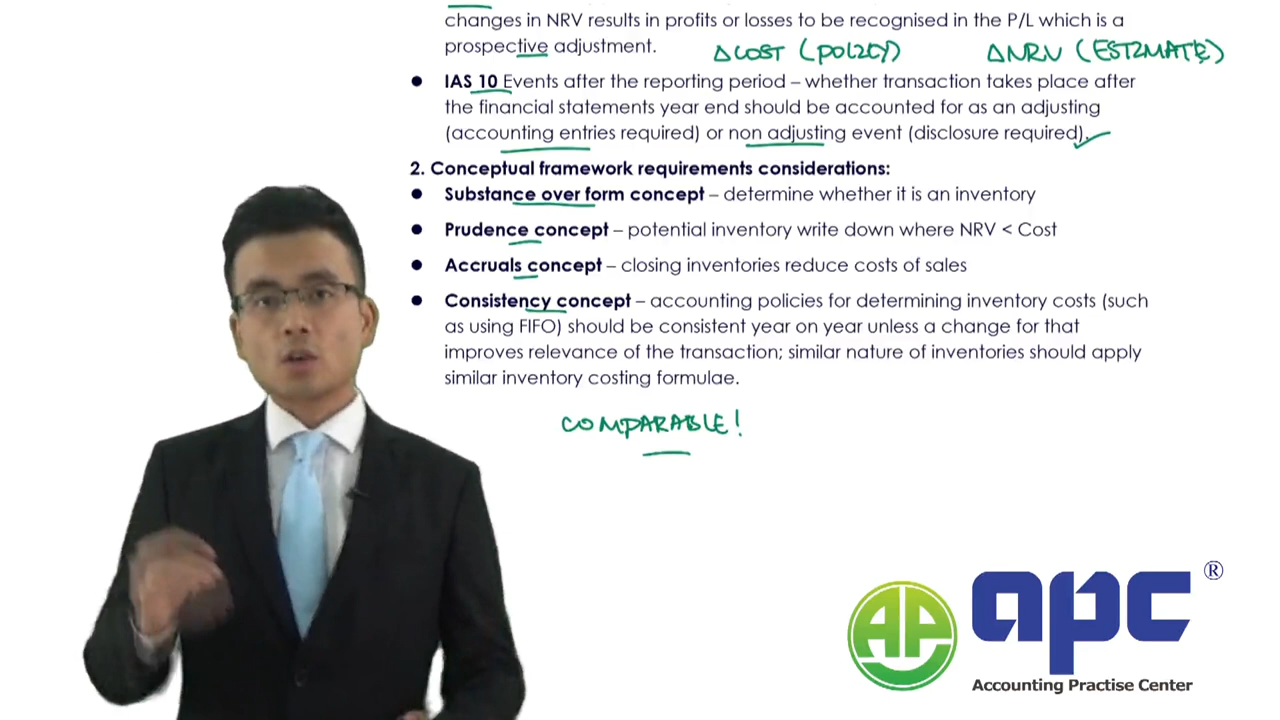 changes in NRV results in profits or losses to be recognised in the P/L which is a
prospective adjustment.
ΔCOST (POLICY)
ΔNRV (ESTIMATE)
● IAS 10 Events after the reporting period – whether transaction takes place after
the financial statements year end should be accounted for as an adjusting
(accounting entries required) or non adjusting event (disclosure required).
2. Conceptual framework requirements considerations:
● Substance over form concept – determine whether it is an inventory
● Prudence concept – potential inventory write down where NRV < Cost
● Accruals concept – closing inventories reduce costs of sales
● Consistency concept – accounting policies for determining inventory costs (such
as using FIFO) should be consistent year on year unless a change for that
improves relevance of the transaction; similar nature of inventories should apply
similar inventory costing formulae.
COMPARABLE!
AP
apc®
Accounting Practise Center